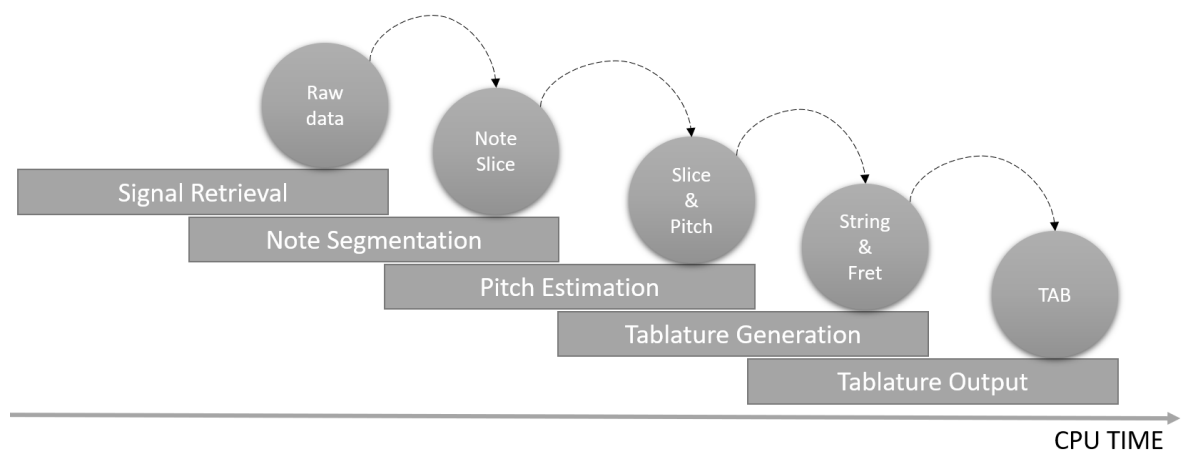 Raw
data
Note
Slice
Slice
&
Pitch
String
&
Fret
TAB
Signal Retrieval
Note Segmentation
Pitch Estimation
Tablature Generation
Tablature Output
CPU TIME